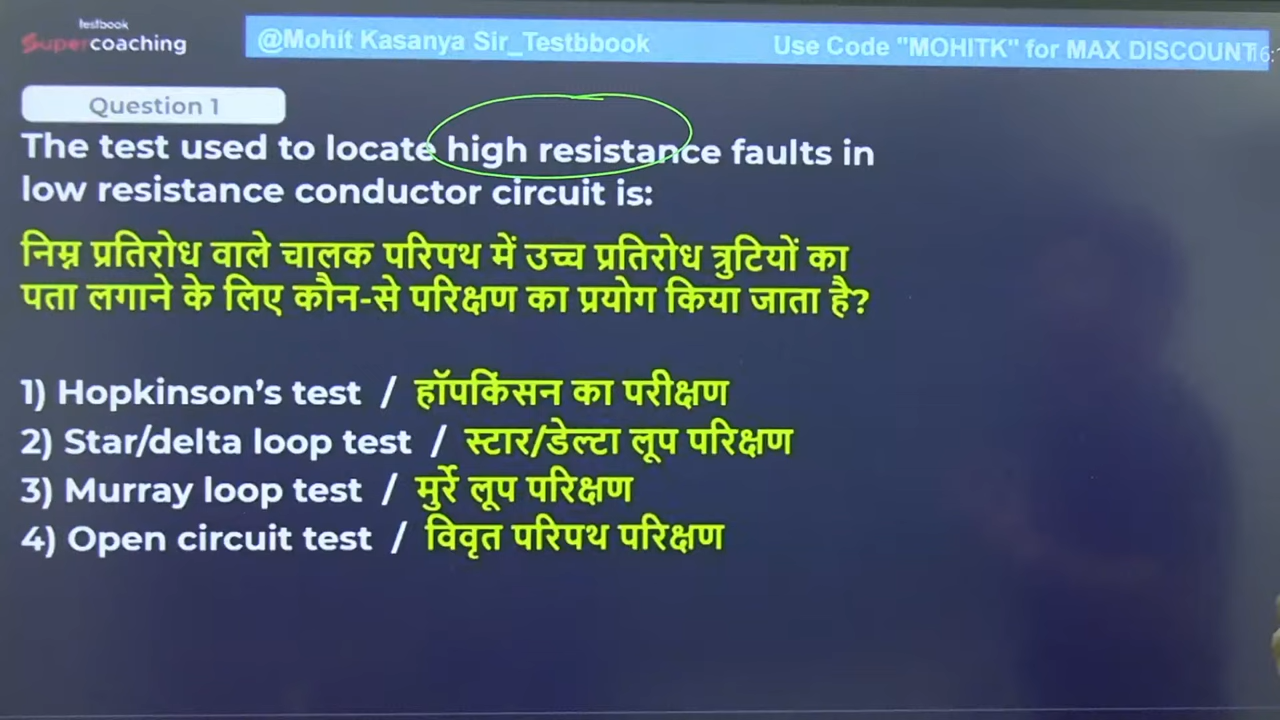 testbook
Supercoaching
@Mohit Kasanya Sir_Testbbook
Use Code "MOHITK" for MAX DISCOUNT
Question 1
The test used to locate high resistance faults in
low resistance conductor circuit is:
निम्न प्रतिरोध वाले चालक परिपथ में उच्च प्रतिरोध त्रुटियों का
पता लगाने के लिए कौन-से परिक्षण का प्रयोग किया जाता है?
1) Hopkinson's test / हॉपकिंसन का परीक्षण
2) Star/delta loop test / स्टार/डेल्टा लूप परिक्षण
3) Murray loop test / मुर्रे लूप परिक्षण
4) Open circuit test / विवृत परिपथ परिक्षण